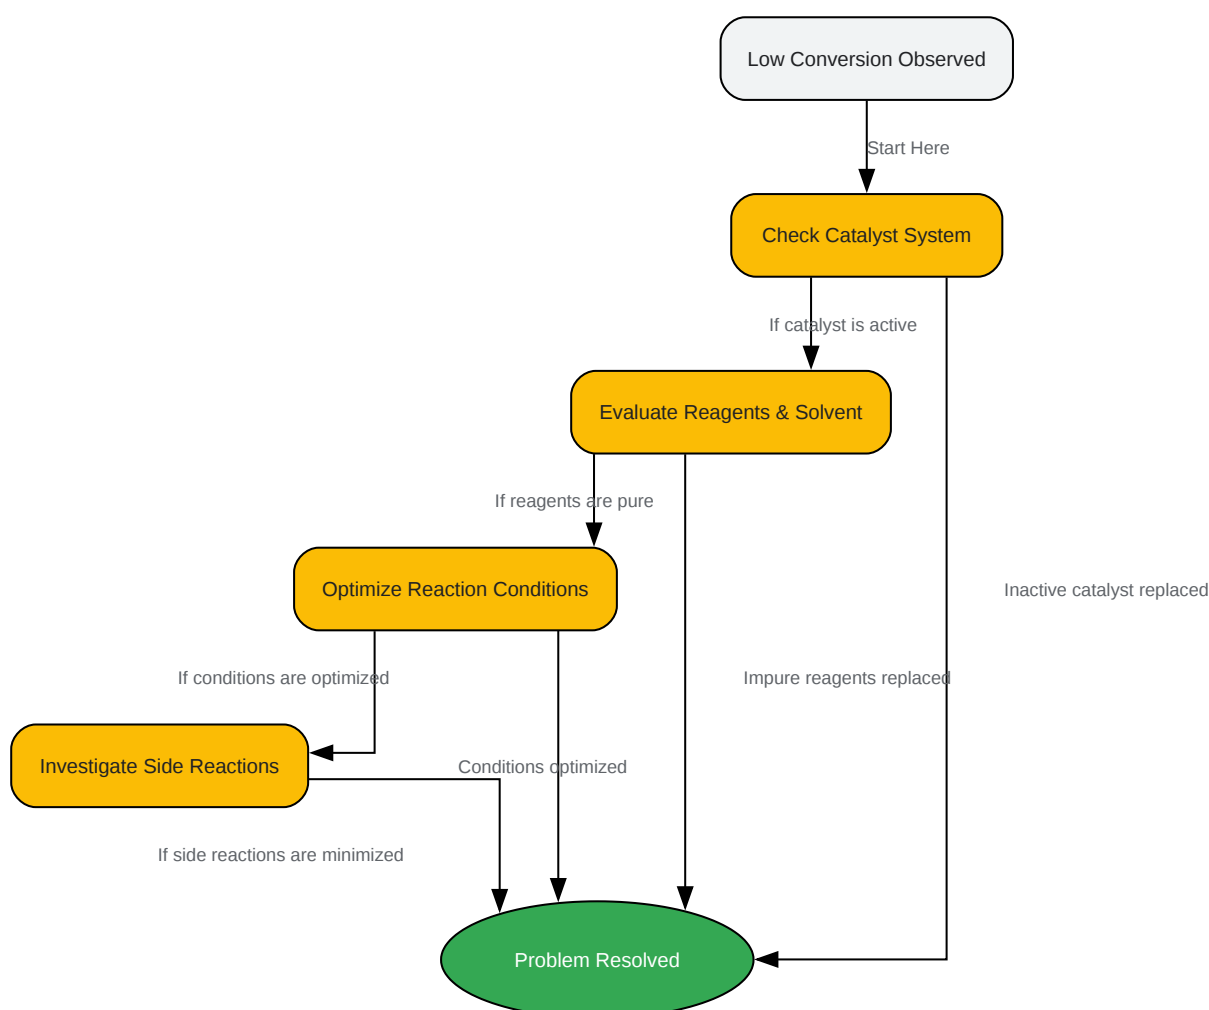 Low Conversion Observed
Start Here
Check Catalyst System
If catalyst is active
Evaluate Reagents & Solvent
If reagents are pure
Optimize Reaction Conditions
Inactive catalyst replaced
If conditions are optimized
Impure reagents replaced
Investigate Side Reactions
Conditions optimized
If side reactions are minimized
Problem Resolved